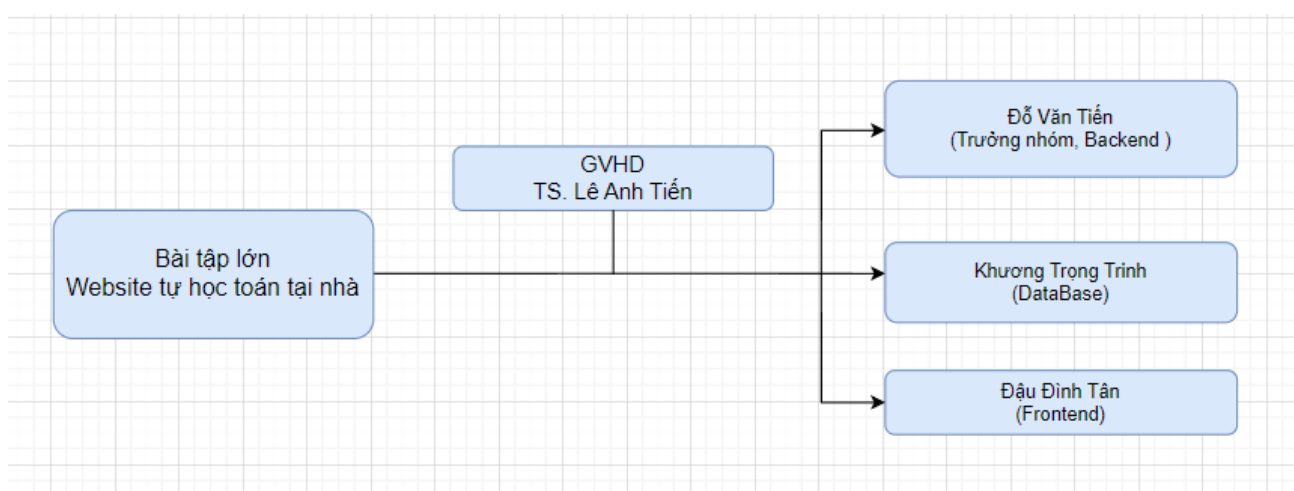 Bài tập lớn
Website tự học toán tại nhà
GVHD
TS. Lê Anh Tiến
Đỗ Văn Tiến
(Trưởng nhóm, Backend )
Khương Trọng Trinh
(DataBase)
Đậu Đình Tân
(Frontend)